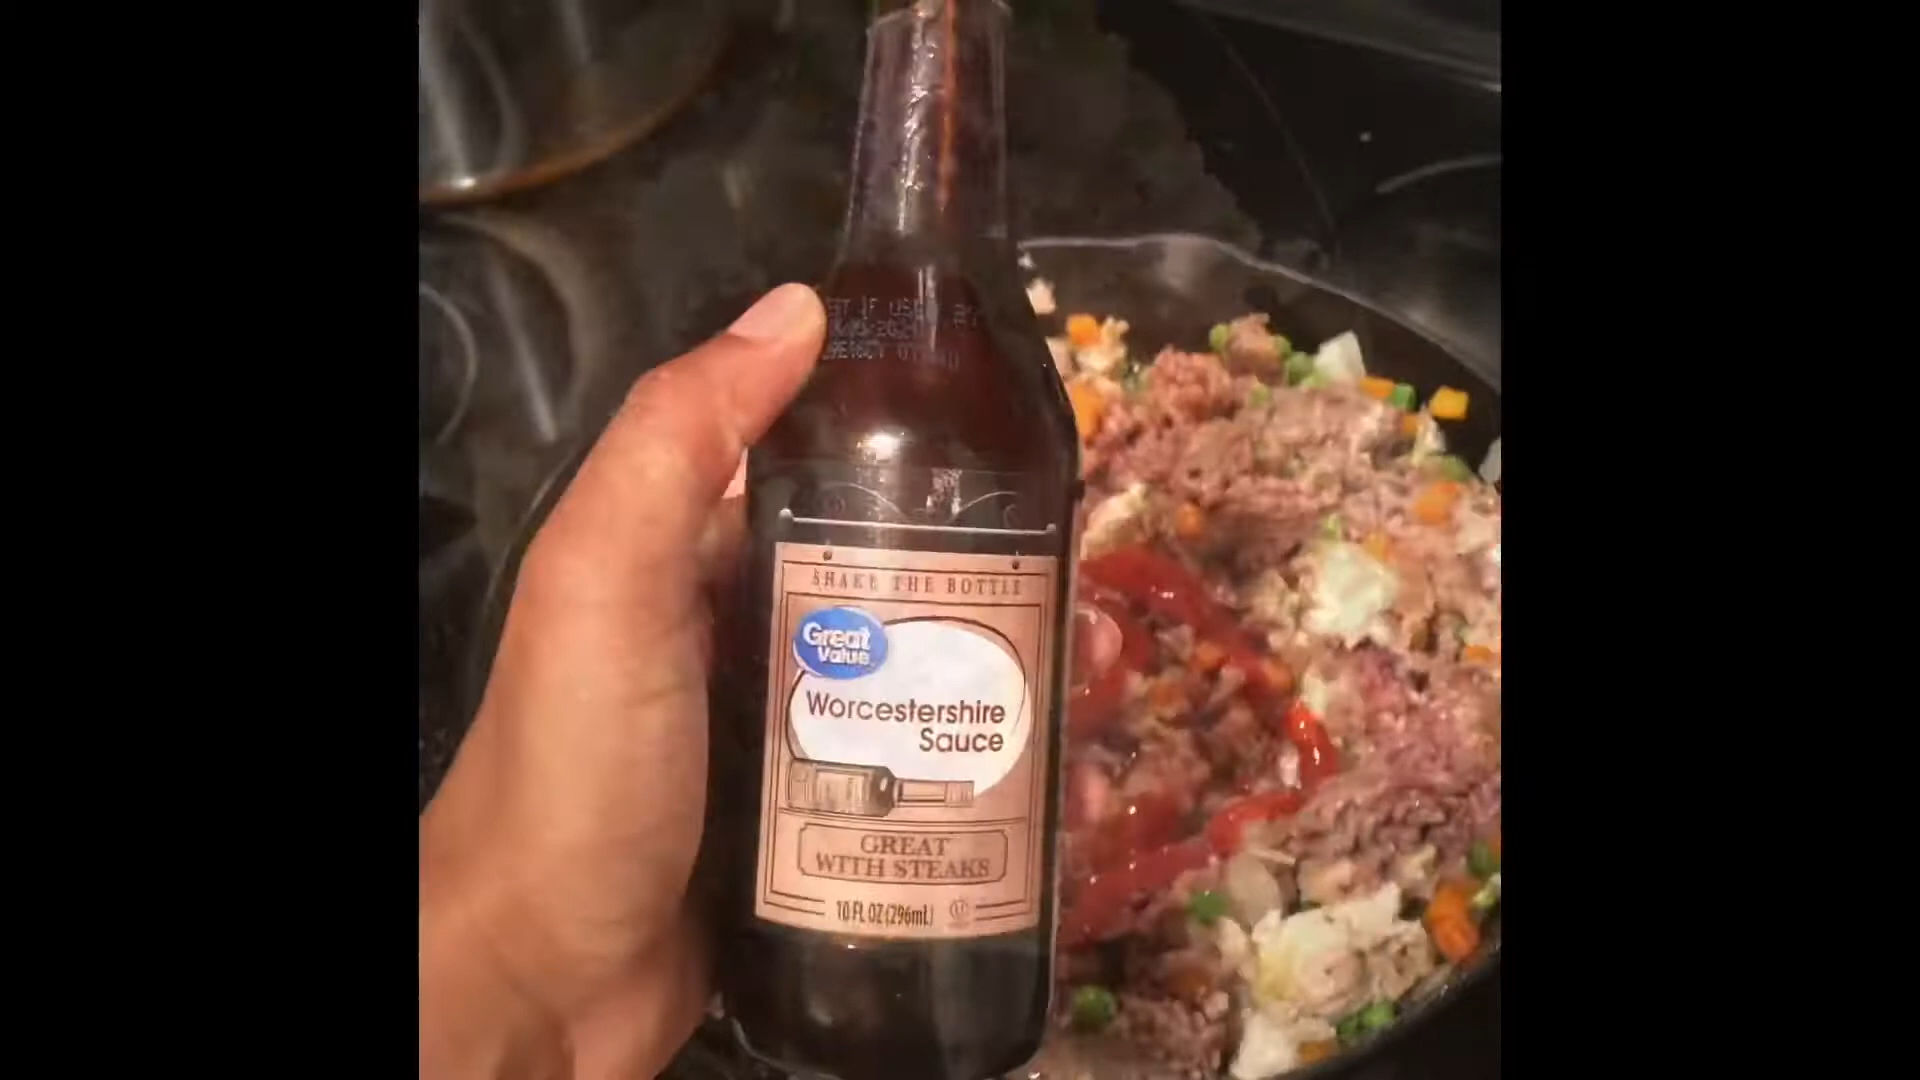 SHAKE THE BOTTLE
Great
Value
Worcestershire
Sauce
GREAT
WITH STEAKS
10 FL OZ (296mL)